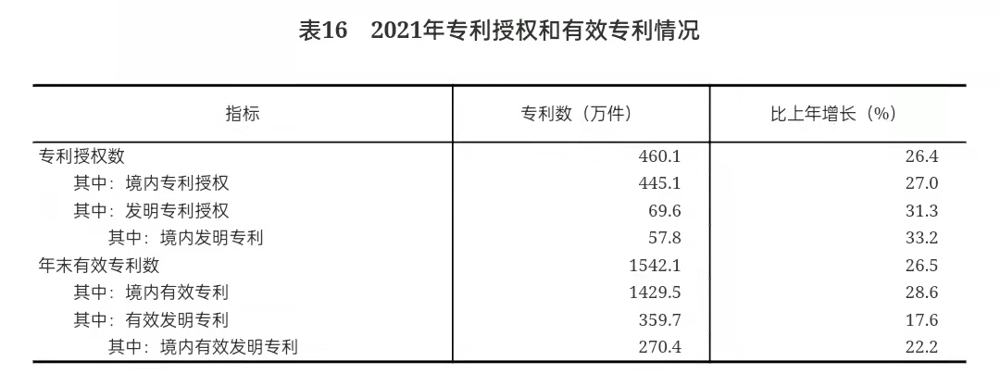 表16 2021年专利授权和有效专利情况
指标 专利数（万件） 比上年增长（%）
专利授权数 460.1 26.4
其中：境内专利授权 445.1 27.0
其中：发明专利授权 69.6 31.3
其中：境内发明专利 57.8 33.2
年末有效专利数 1542.1 26.5
其中：境内有效专利 1429.5 28.6
其中：有效发明专利 359.7 17.6
其中：境内有效发明专利 270.4 22.2